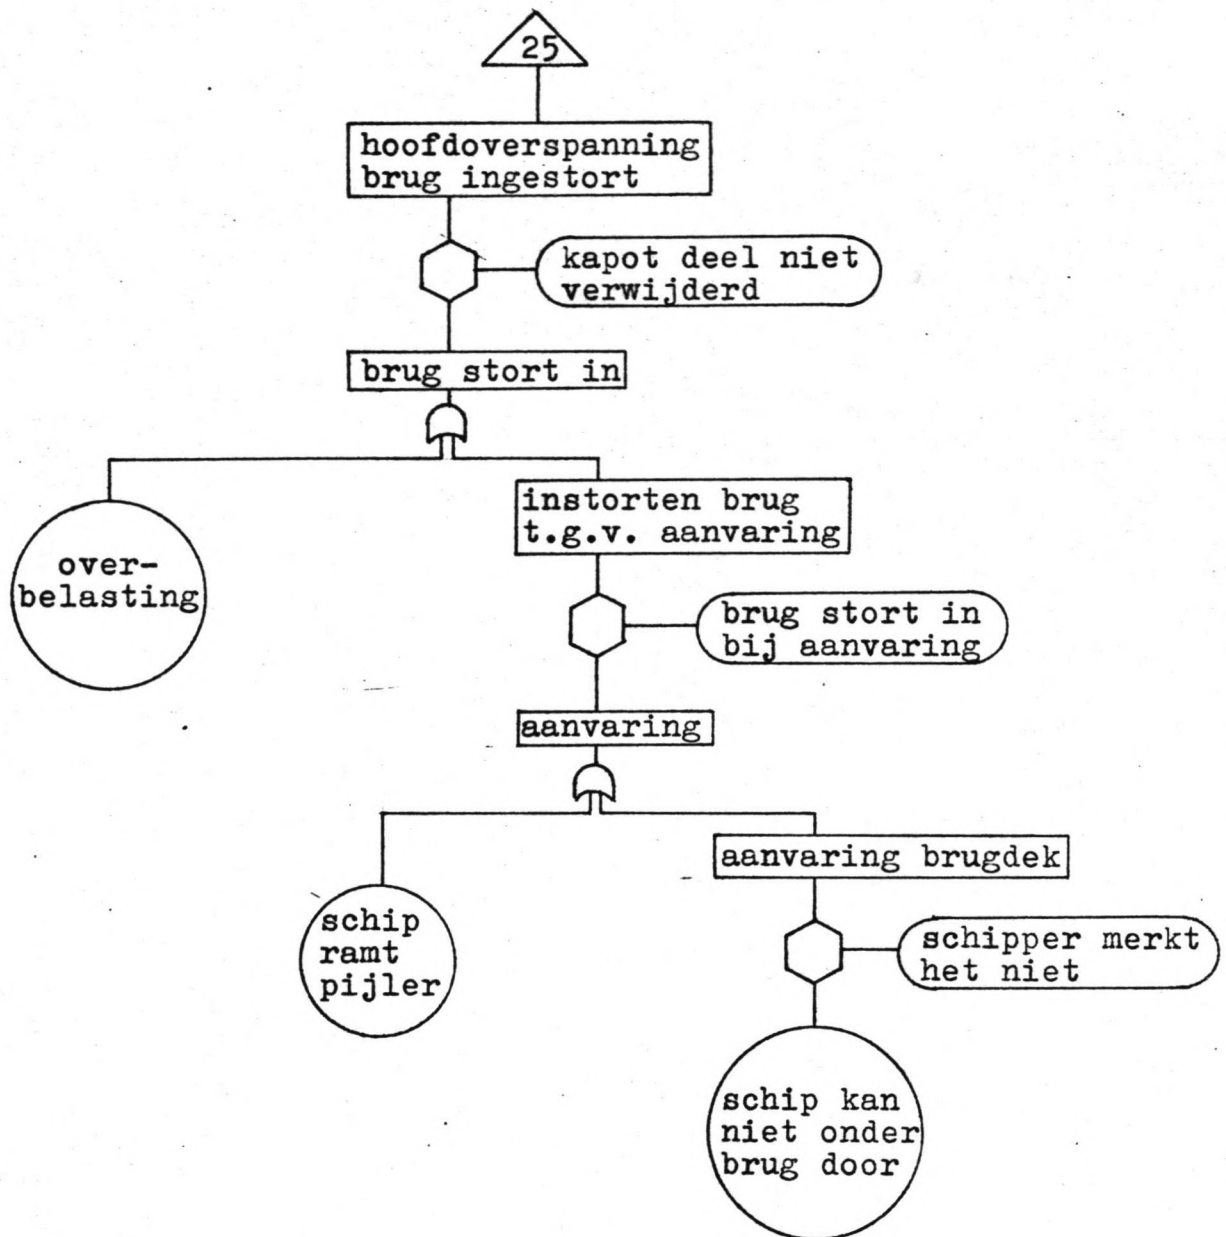 25
hoofdoverspanning
brug ingestort
kapot deel niet
verwijderd
brug stort in
over-
belasting
instorten brug
t.g.v. aanvaring
brug stort in
bij aanvaring
aanvaring
aanvaring brugdek
schip
ramt
pijler
schipper merkt
het niet
schip kan
niet onder
brug door